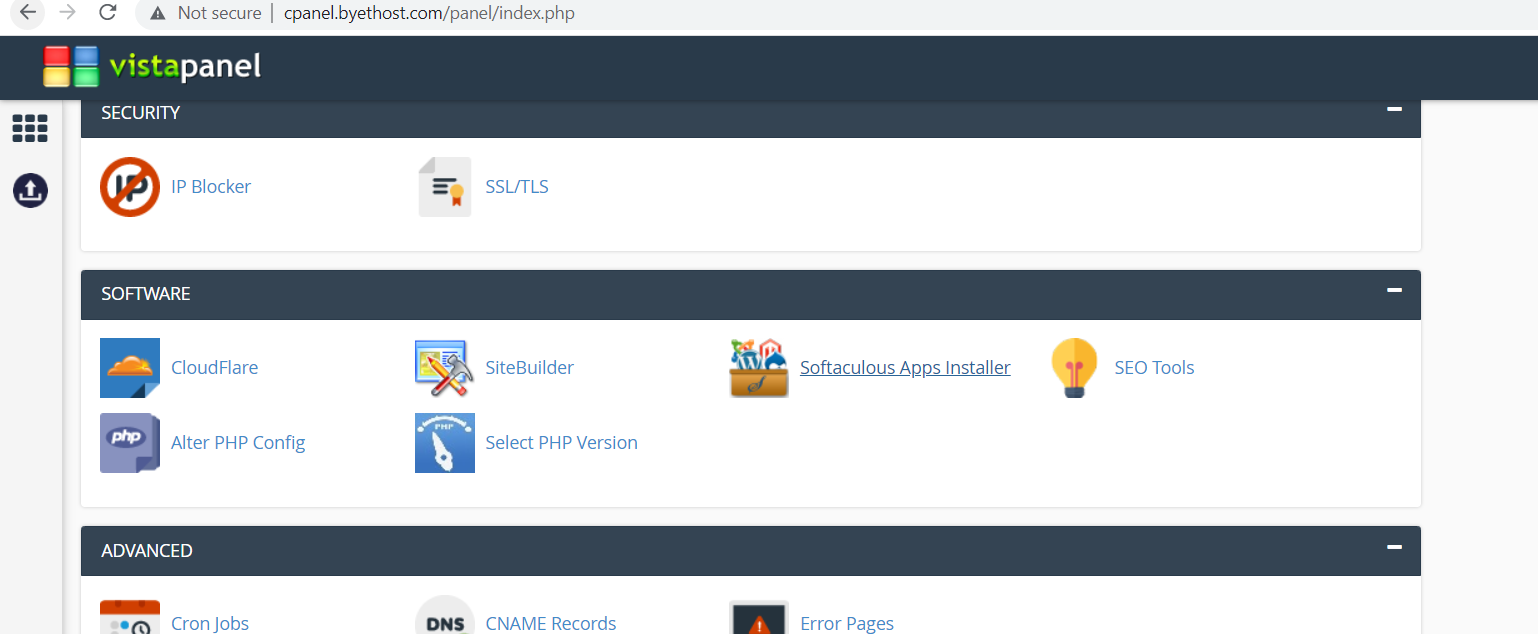 Not secure | cpanel.byethost.com/panel/index.php
vistapanel
SECURITY
IP Blocker
SSL/TLS
SOFTWARE
CloudFlare
SiteBuilder
Softaculous Apps Installer
SEO Tools
php
Alter PHP Config
PHP
Select PHP Version
ADVANCED
Cron Jobs
DNS
CNAME Records
Error Pages